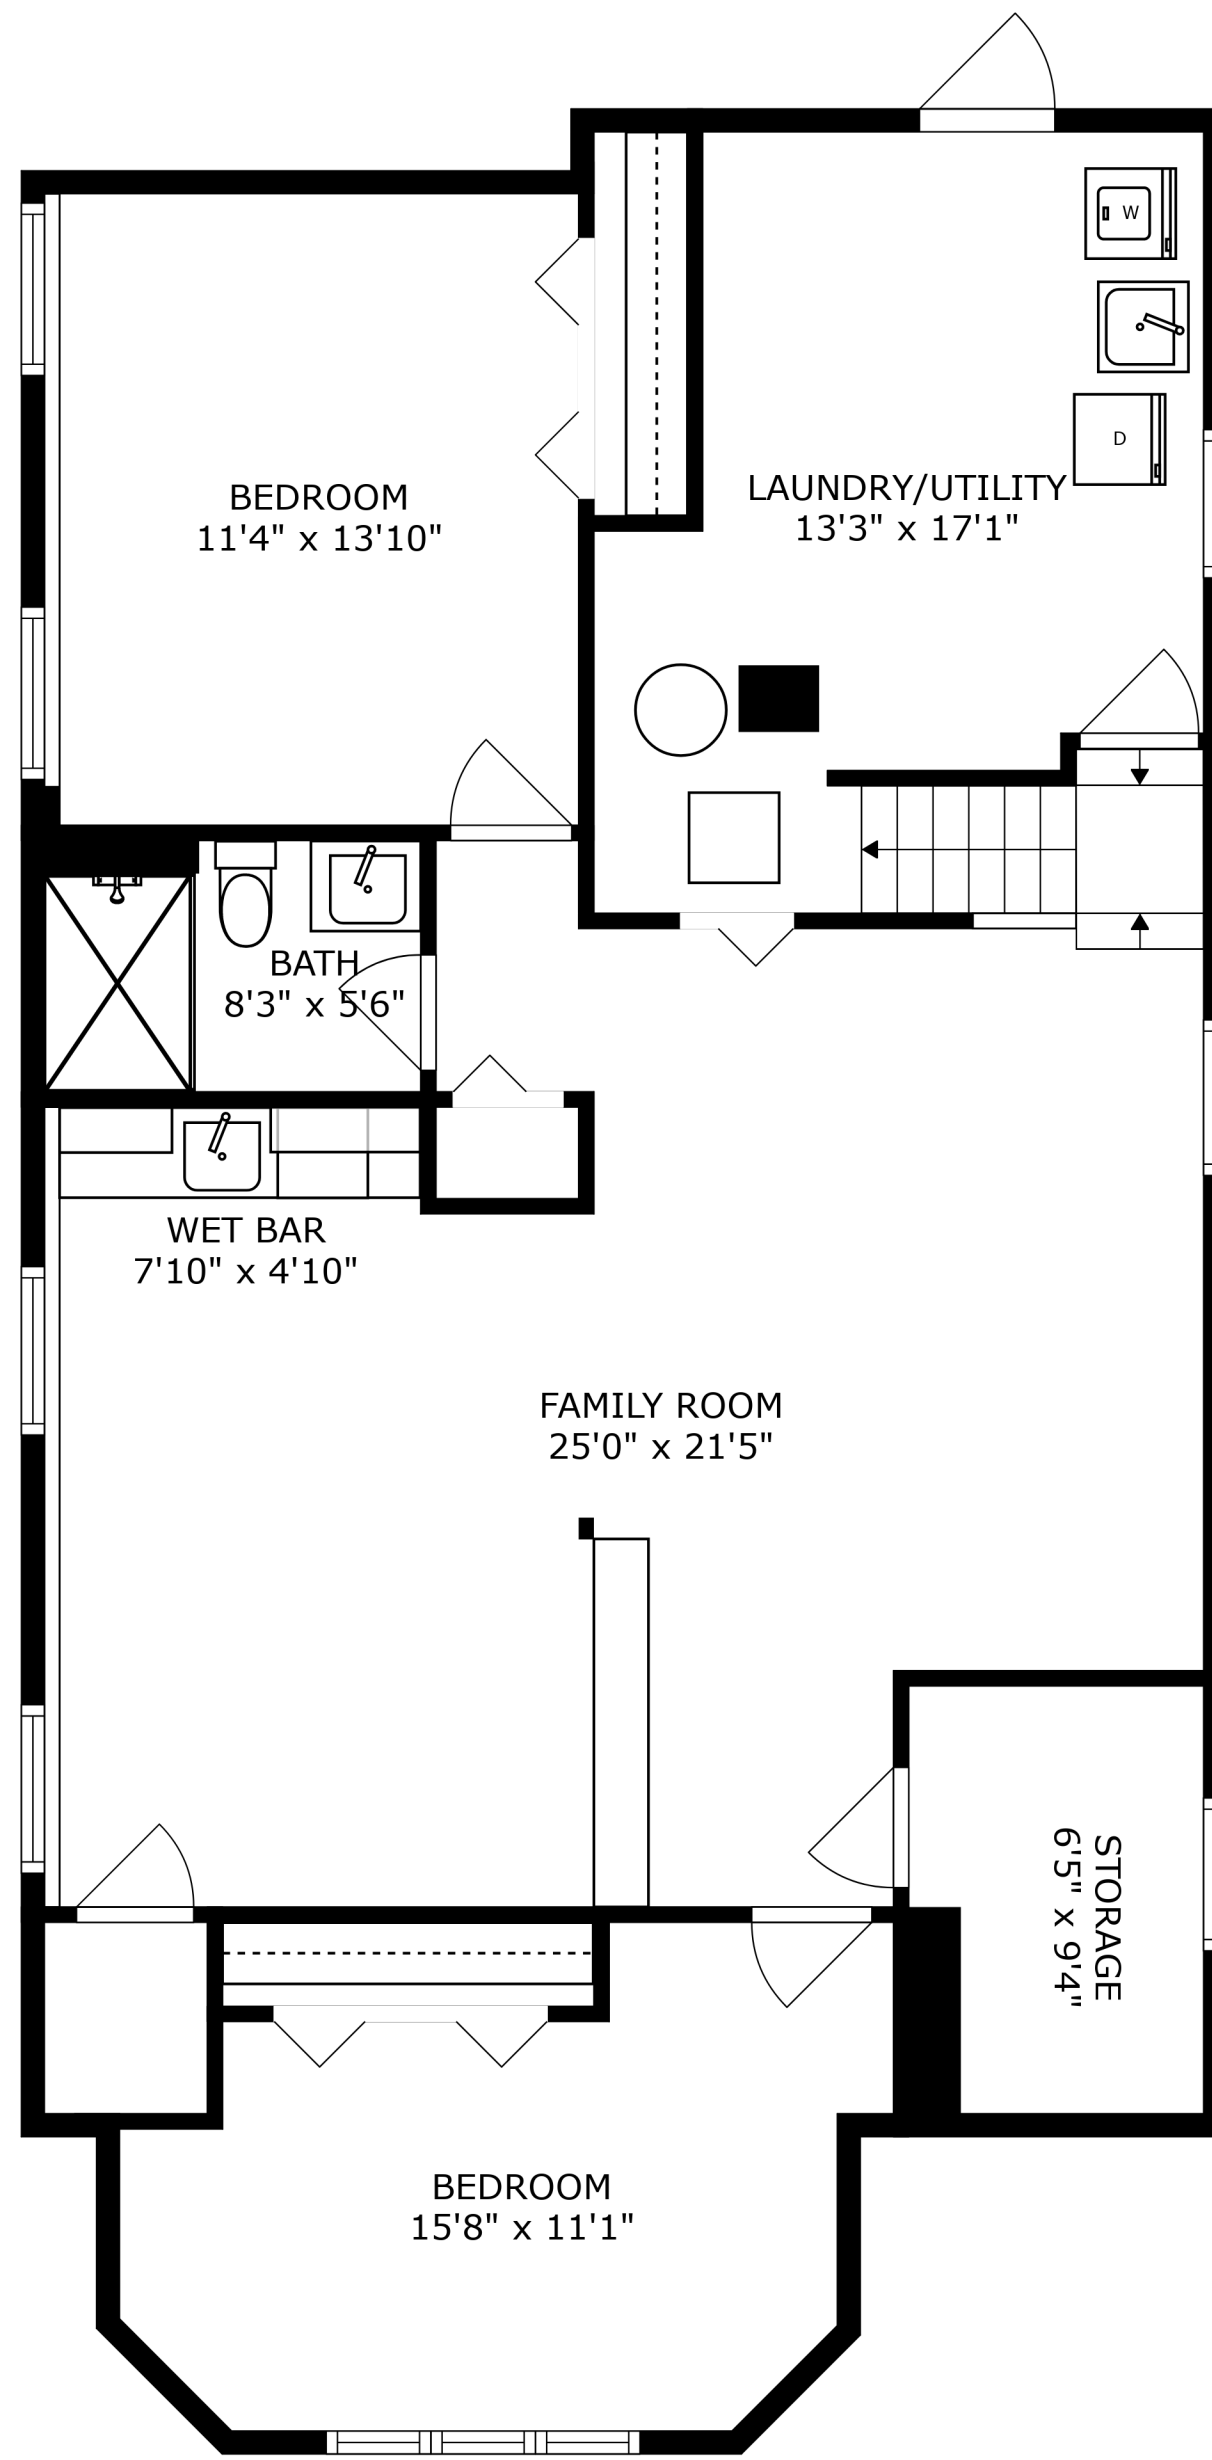 W
D
LAUNDRY/UTILITY
13'3" x 17'1"
BEDROOM
11'4" x 13'10"
BATH
8'3" x 5'6"
WET BAR
7'10" x 4'10"
FAMILY ROOM
25'0" x 21'5"
STORAGE
6'5" x 9'4"
BEDROOM
15'8" x 11'1"